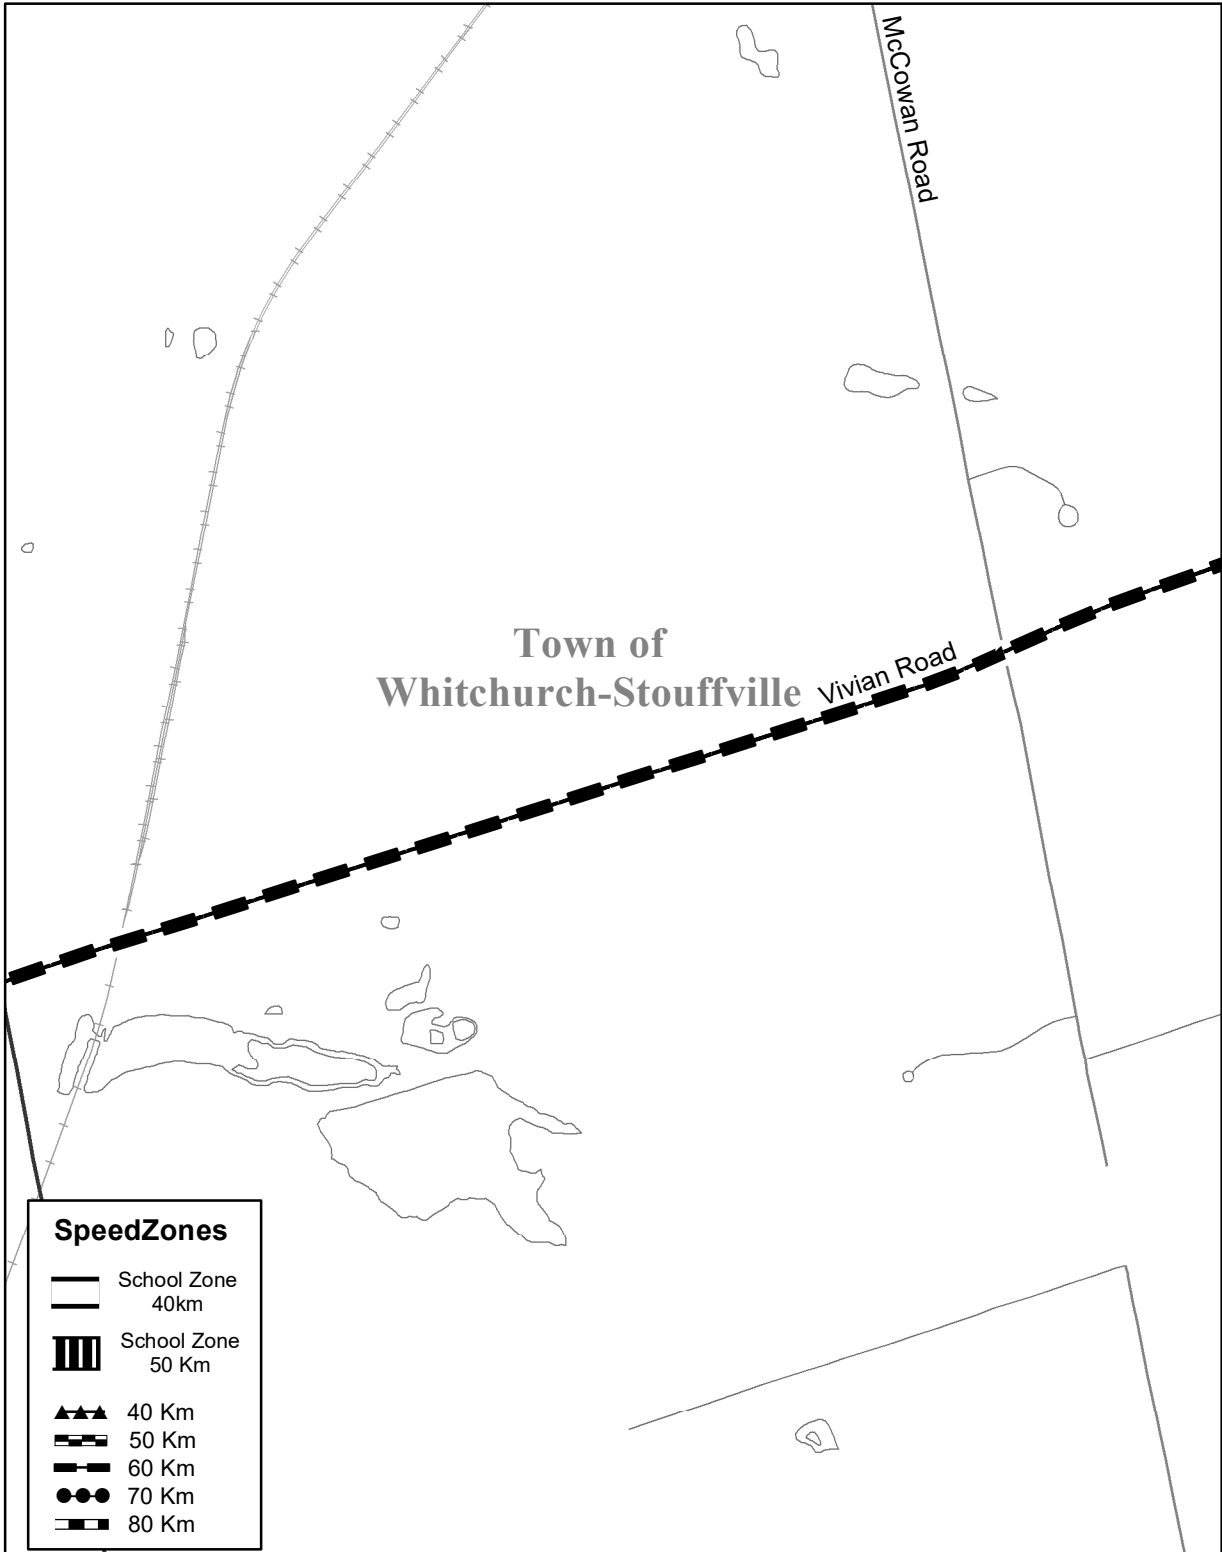 McCowan Road
Town of
Whitchurch-Stouffville
Vivian Road
SpeedZones
School Zone
40km
School Zone
50 Km
40 Km
50 Km
60 Km
70 Km
80 Km